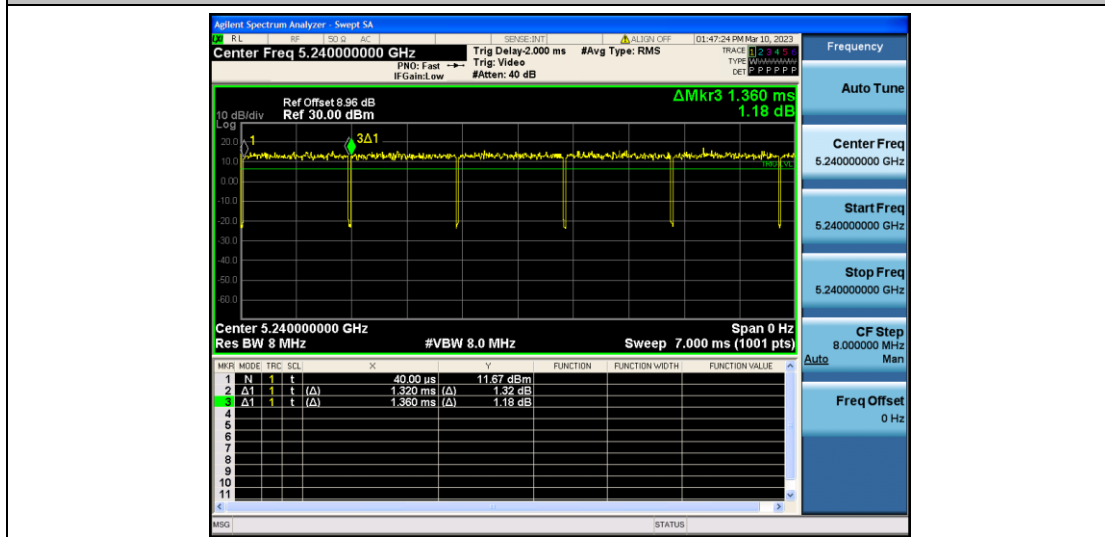 Agilent Spectrum Analyzer - Swept SA
RL RF 50 Ω AC SENSE:INT ALIGN OFF 01:47:24 PM Mar 10, 2023
Center Freq 5.240000000 GHz
PNO: Fast
IFGain:Low
Trig Delay-2.000 ms
Trig: Video
#Atten: 40 dB
#Avg Type: RMS
TRACE 1 2 3 4 5 6
TYPE WWWWWW
DET P P P P P P
Frequency
Auto Tune
Center Freq
5.240000000 GHz
Start Freq
5.240000000 GHz
Stop Freq
5.240000000 GHz
CF Step
8.000000 MHz
Auto Man
Freq Offset
0 Hz
ΔMkr3 1.360 ms
1.18 dB
Ref Offset 8.96 dB
10 dB/div Ref 30.00 dBm
Log
20.0
10.0
0.00
-10.0
-20.0
-30.0
-40.0
-50.0
-60.0
1
3Δ1
TRIG LVL
Center 5.240000000 GHz Span 0 Hz
Res BW 8 MHz #VBW 8.0 MHz Sweep 7.000 ms (1001 pts)
MKR MODE TRC SCL X Y FUNCTION FUNCTION WIDTH FUNCTION VALUE
1 N 1 t 40.00 µs 11.67 dBm
2 Δ1 1 t (Δ) 1.320 ms (Δ) 1.32 dB
3 Δ1 1 t (Δ) 1.360 ms (Δ) 1.18 dB
4
5
6
7
8
9
10
11
MSG STATUS